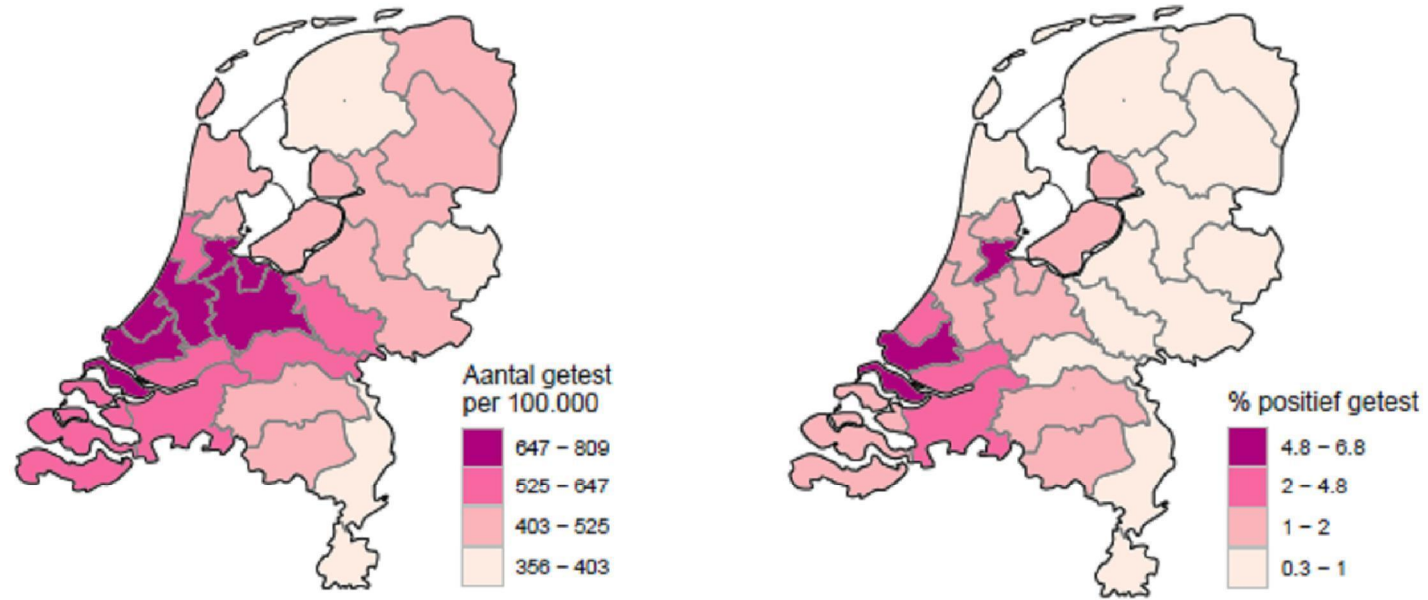 Aantal getest
per 100.000
647 – 809
525 – 647
403 – 525
356 – 403
% positief getest
4.8 – 6.8
2 – 4.8
1 – 2
0.3 – 1